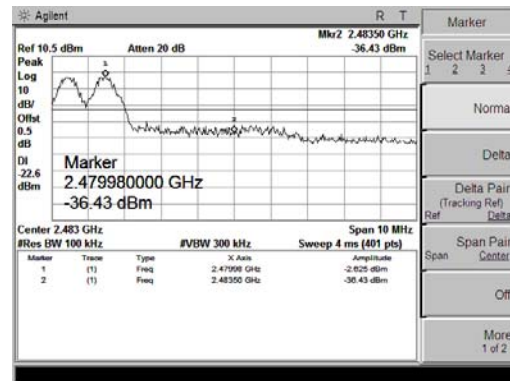 Agilent R T
Mkr2 2.48350 GHz
Ref 10.5 dBm Atten 20 dB -36.43 dBm
Peak
Log
10
dB/
Offst
0.5
dB
DI
-22.6
dBm
1
2
Marker
2.479980000 GHz
-36.43 dBm
Center 2.483 GHz Span 10 MHz
#Res BW 100 kHz #VBW 300 kHz Sweep 4 ms (401 pts)
Marker Trace Type X Axis Amplitude
1 (1) Freq 2.47998 GHz -2.625 dBm
2 (1) Freq 2.48350 GHz -36.43 dBm
Marker
Select Marker
1 2 3 4
Norma
Delta
Delta Pair
(Tracking Ref)
Ref Delta
Span Pair
Span Center
Off
More
1 of 2